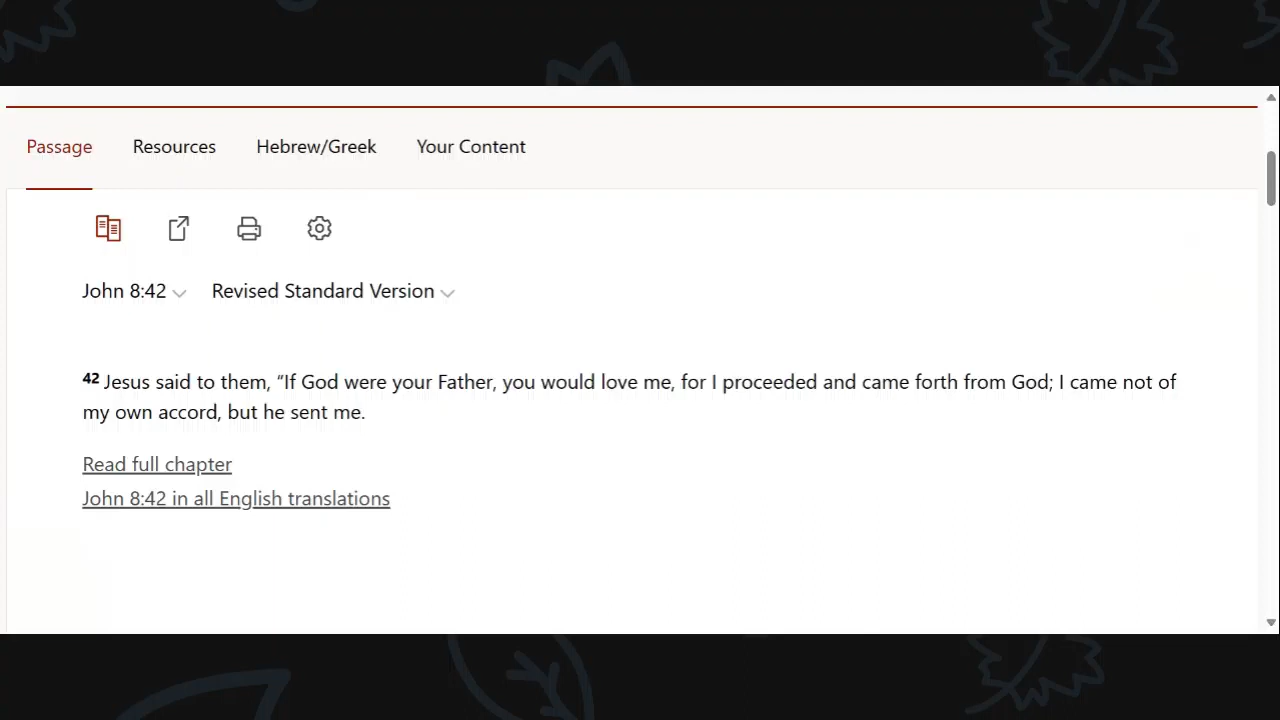 Passage Resources Hebrew/Greek Your Content
John 8:42 Revised Standard Version
42 Jesus said to them, “If God were your Father, you would love me, for I proceeded and came forth from God; I came not of
my own accord, but he sent me.
Read full chapter
John 8:42 in all English translations